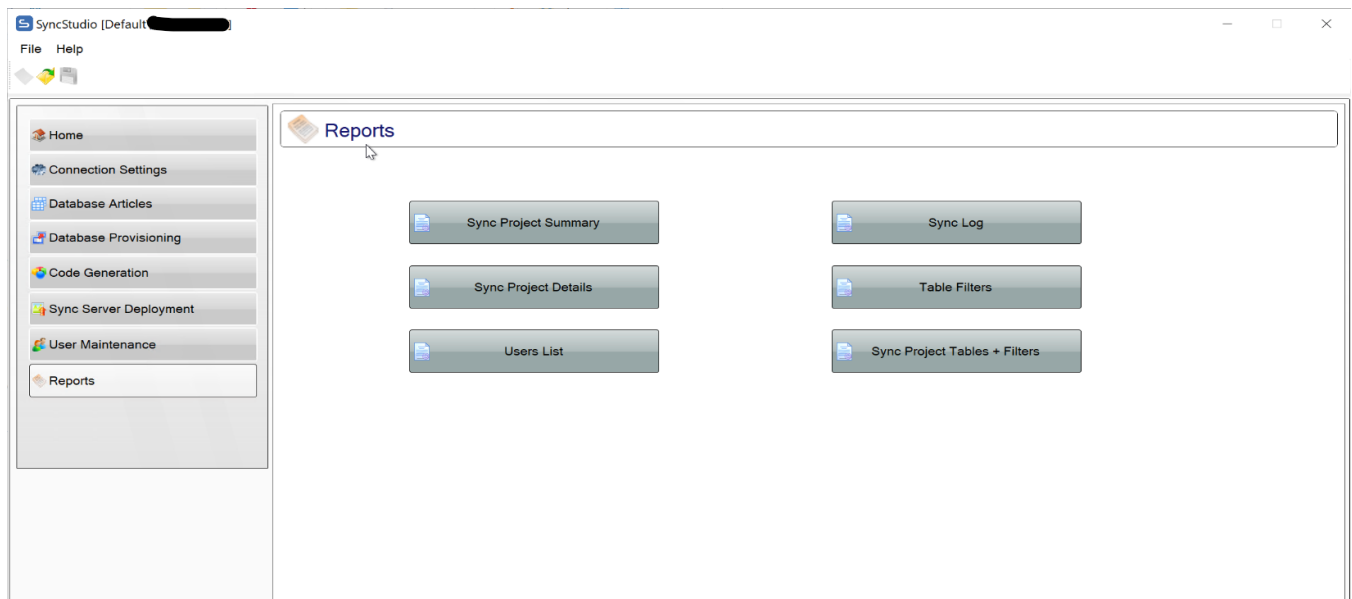 SyncStudio [Default ]
File Help
Home
Connection Settings
Database Articles
Database Provisioning
Code Generation
Sync Server Deployment
User Maintenance
Reports
Reports
Sync Project Summary
Sync Log
Sync Project Details
Table Filters
Users List
Sync Project Tables + Filters